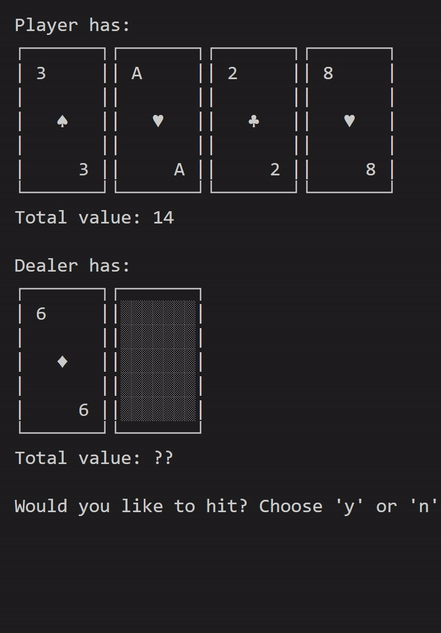 Player has:
3 A 2 8
♠ ♥ ♣ ♥
3 A 2 8
Total value: 14
Dealer has:
6
♦
6
Total value: ??
Would you like to hit? Choose 'y' or 'n'